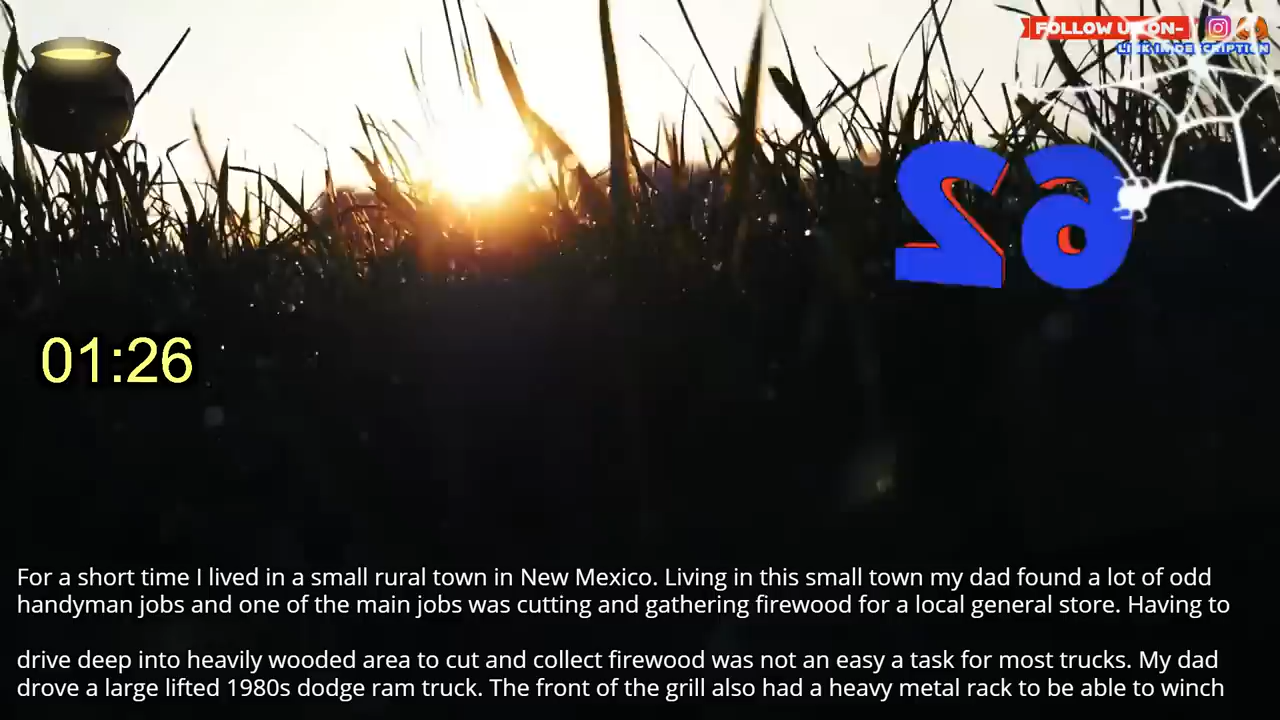 FOLLOW US ON-
LINK IN DESCRIPTION
26
01:26
For a short time I lived in a small rural town in New Mexico. Living in this small town my dad found a lot of odd
handyman jobs and one of the main jobs was cutting and gathering firewood for a local general store. Having to
drive deep into heavily wooded area to cut and collect firewood was not an easy a task for most trucks. My dad
drove a large lifted 1980s dodge ram truck. The front of the grill also had a heavy metal rack to be able to winch